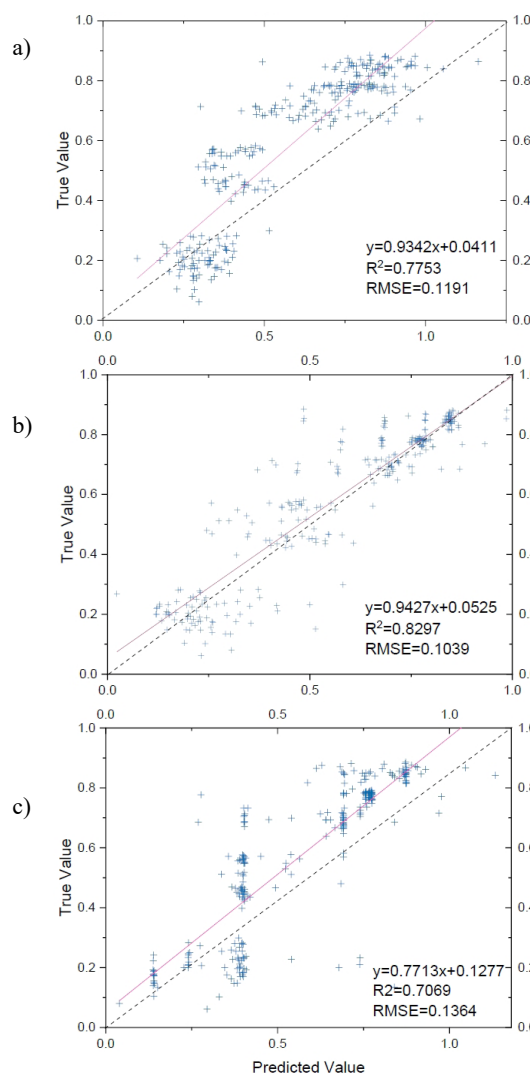 a)
True Value
1.0
0.8
0.6
0.4
0.2
0.0
y=0.9342x+0.0411
R²=0.7753
RMSE=0.1191
0.0 0.5 1.0
0.0 0.5 1.0
b)
True Value
1.0
0.8
0.6
0.4
0.2
0.0
y=0.9427x+0.0525
R²=0.8297
RMSE=0.1039
0.0 0.5 1.0
0.0 0.5 1.0
c)
True Value
1.0
0.8
0.6
0.4
0.2
0.0
y=0.7713x+0.1277
R2=0.7069
RMSE=0.1364
0.0 0.5 1.0
Predicted Value